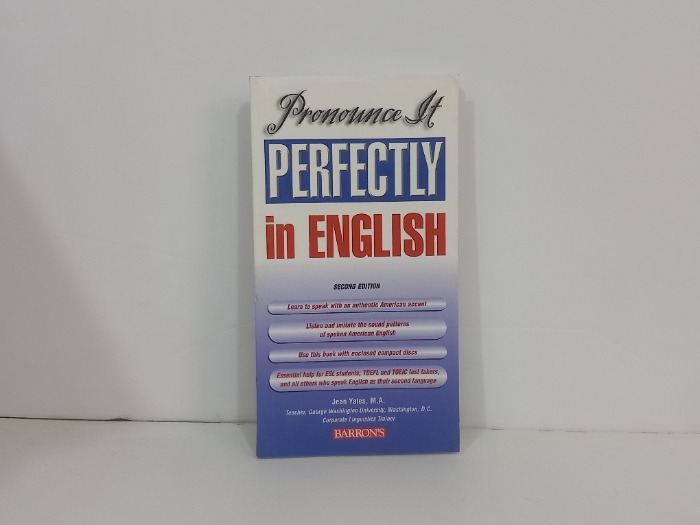 Pronounce It
PERFECTLY
in ENGLISH
SECOND EDITION
Learn to speak with an authentic American accent
Listen and imitate the sound patterns
of spoken American English
Use this book with enclosed compact discs
Essential help for ESL students, TOEFL and TOEIC test takers,
and all others who speak English as their second language
Jean Yates, M.A.
Teacher, George Washington University, Washington, D.C.
Corporate Linguistics Trainer
BARRON'S